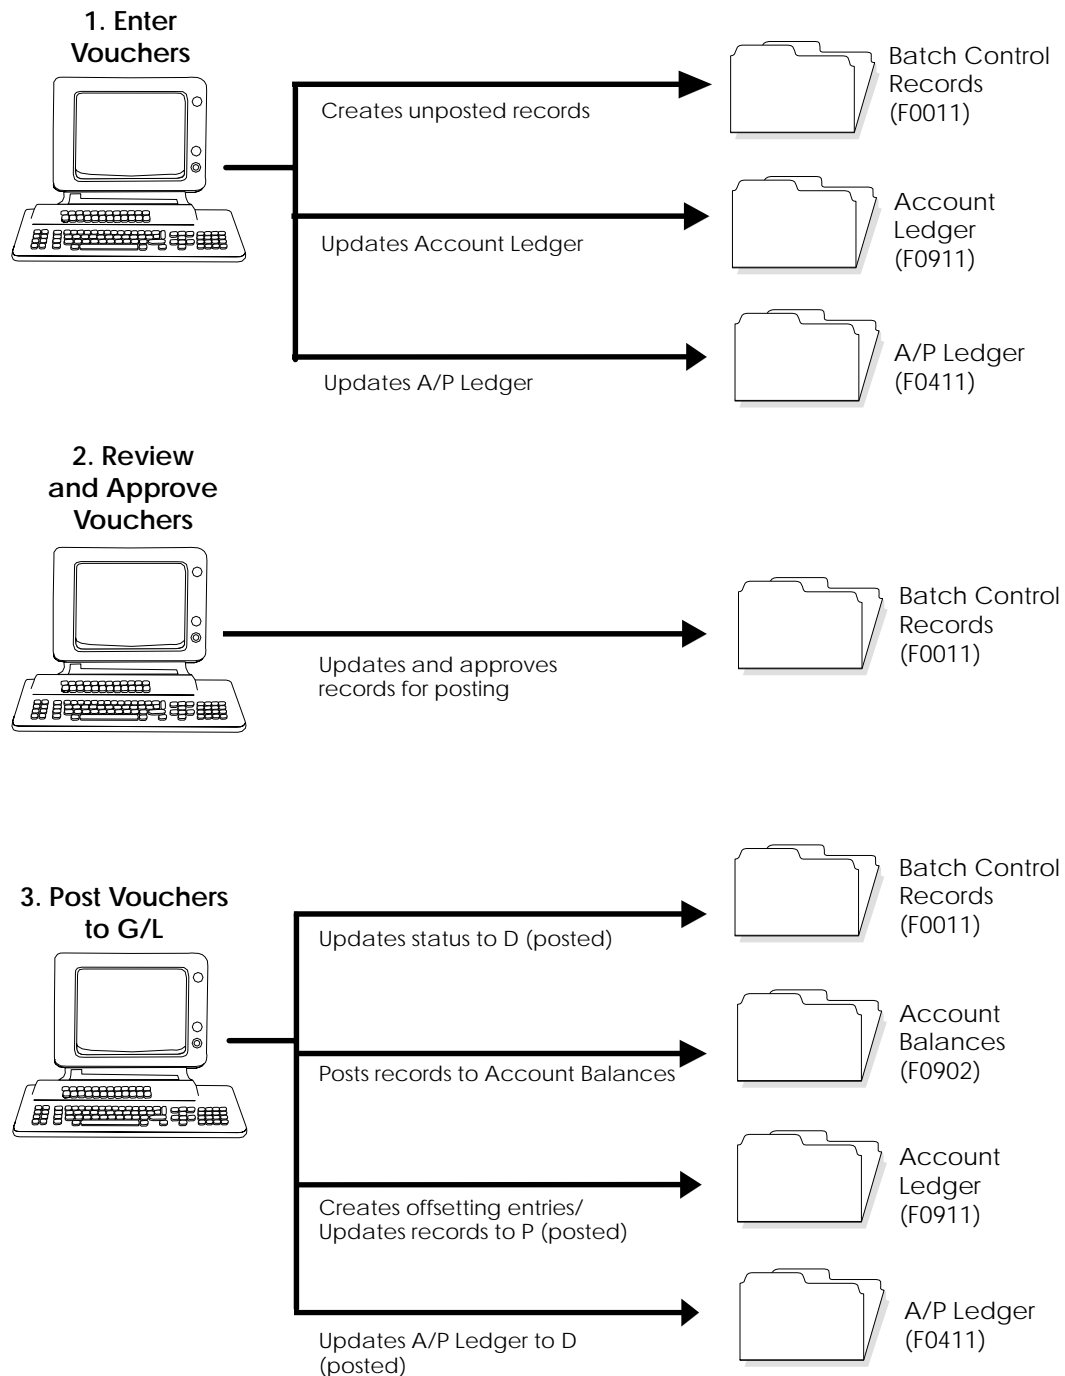 1. Enter
Vouchers
Creates unposted records
Batch Control
Records
(F0011)
Updates Account Ledger
Account
Ledger
(F0911)
Updates A/P Ledger
A/P Ledger
(F0411)
2. Review
and Approve
Vouchers
Updates and approves
records for posting
Batch Control
Records
(F0011)
3. Post Vouchers
to G/L
Updates status to D (posted)
Batch Control
Records
(F0011)
Posts records to Account Balances
Account
Balances
(F0902)
Creates offsetting entries/
Updates records to P (posted)
Account
Ledger
(F0911)
Updates A/P Ledger to D
(posted)
A/P Ledger
(F0411)